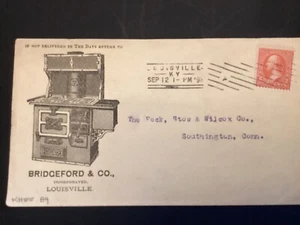 IF NOT DELIVERED IN TEN DAYS RETURN TO
LOUISVILLE
KY
SEP 12 1-PM
The Peck, Stow & Wilcox Co.,
Southington, Conn.
BRIDGEFORD & CO.,
INCORPORATED,
LOUISVILLE.